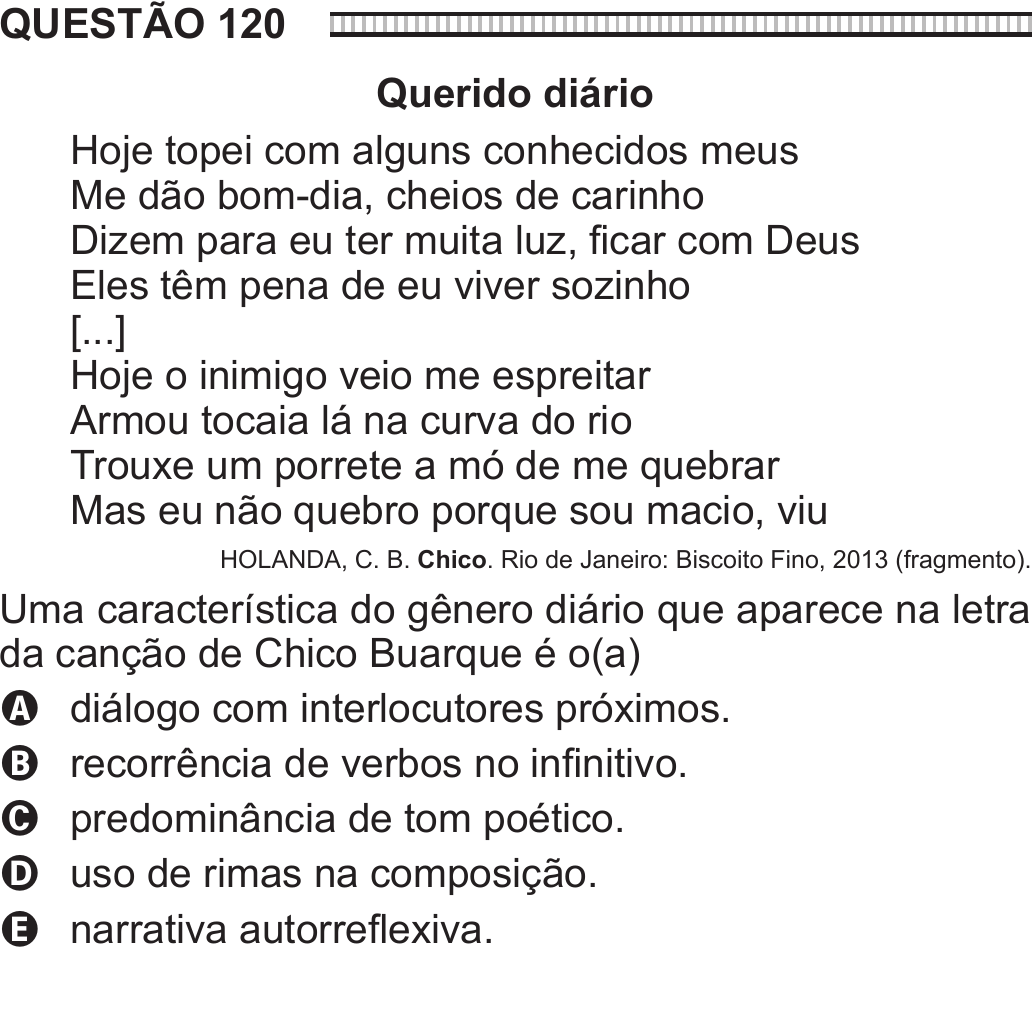 QUESTÃO 120
Querido diário
Hoje topei com alguns conhecidos meus
Me dão bom-dia, cheios de carinho
Dizem para eu ter muita luz, ficar com Deus
Eles têm pena de eu viver sozinho
[...]
Hoje o inimigo veio me espreitar
Armou tocaia lá na curva do rio
Trouxe um porrete a mó de me quebrar
Mas eu não quebro porque sou macio, viu
HOLANDA, C. B. Chico. Rio de Janeiro: Biscoito Fino, 2013 (fragmento).
Uma característica do gênero diário que aparece na letra
da canção de Chico Buarque é o(a)
A diálogo com interlocutores próximos.
B recorrência de verbos no infinitivo.
C predominância de tom poético.
D uso de rimas na composição.
E narrativa autorreflexiva.